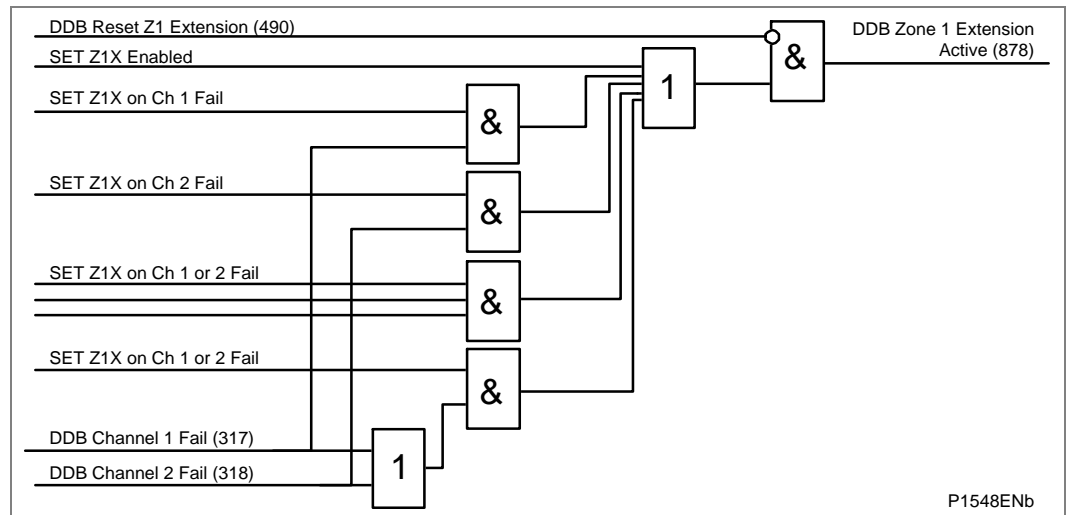 DDB Reset Z1 Extension (490)
SET Z1X Enabled
SET Z1X on Ch 1 Fail
SET Z1X on Ch 2 Fail
SET Z1X on Ch 1 or 2 Fail
SET Z1X on Ch 1 or 2 Fail
DDB Channel 1 Fail (317)
DDB Channel 2 Fail (318)
&
&
&
&
1
1
&
DDB Zone 1 Extension
Active (878)
P1548ENb